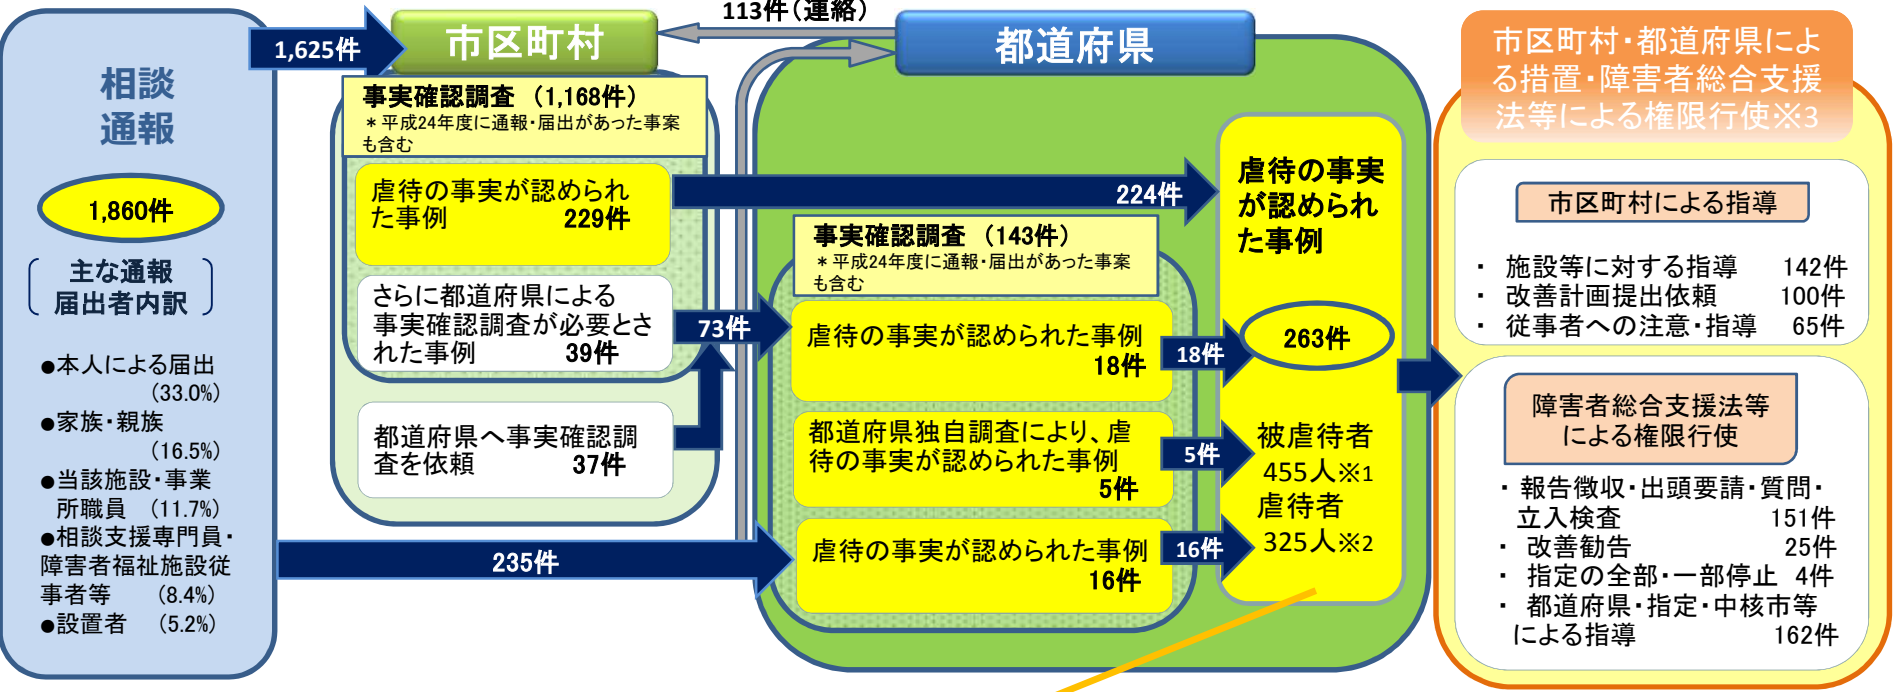 相談
通報
1,860件
主な通報
届出者内訳
●本人による届出
(33.0%)
●家族・親族
(16.5%)
●当該施設・事業
所職員 (11.7%)
●相談支援専門員・
障害者福祉施設従
事者等 (8.4%)
●設置者 (5.2%)
1,625件
市区町村
113件(連絡)
都道府県
事実確認調査 (1,168件)
＊平成24年度に通報・届出があった事案
も含む
虐待の事実が認められ
た事例 229件
さらに都道府県による
事実確認調査が必要とさ
れた事例 39件
都道府県へ事実確認調
査を依頼 37件
73件
235件
224件
事実確認調査 (143件)
＊平成24年度に通報・届出があった事案
も含む
虐待の事実が認められた事例
18件
都道府県独自調査により、虐
待の事実が認められた事例
5件
虐待の事実が認められた事例
16件
18件
5件
16件
虐待の事実
が認められ
た事例
263件
被虐待者
455人※1
虐待者
325人※2
市区町村・都道府県によ
る措置・障害者総合支援
法等による権限行使※3
市区町村による指導
・ 施設等に対する指導 142件
・ 改善計画提出依頼 100件
・ 従事者への注意・指導 65件
障害者総合支援法等
による権限行使
・ 報告徴収・出頭要請・質問・
立入検査 151件
・ 改善勧告 25件
・ 指定の全部・一部停止 4件
・ 都道府県・指定・中核市等
による指導 162件